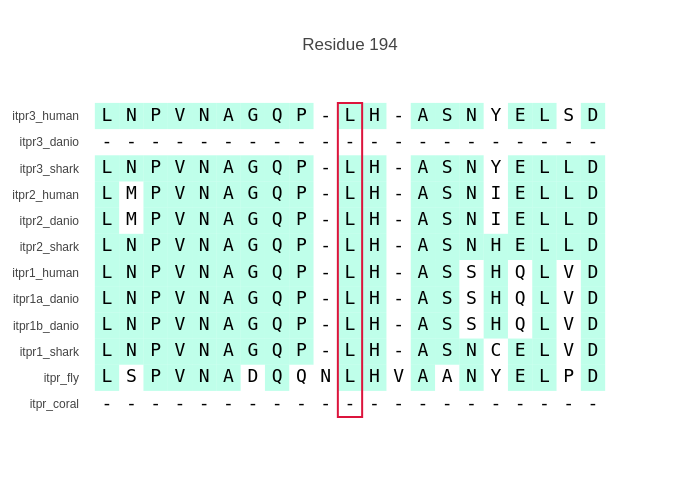 Residue 194
itpr3_human L N P V N A G Q P - L H - A S N Y E L S D
itpr3_danio - - - - - - - - - - - - - - - - - - - - -
itpr3_shark L N P V N A G Q P - L H - A S N Y E L L D
itpr2_human L M P V N A G Q P - L H - A S N I E L L D
itpr2_danio L M P V N A G Q P - L H - A S N I E L L D
itpr2_shark L N P V N A G Q P - L H - A S N H E L L D
itpr1_human L N P V N A G Q P - L H - A S S H Q L V D
itpr1a_danio L N P V N A G Q P - L H - A S S H Q L V D
itpr1b_danio L N P V N A G Q P - L H - A S S H Q L V D
itpr1_shark L N P V N A G Q P - L H - A S N C E L V D
itpr_fly L S P V N A D Q Q N L H V A A N Y E L P D
itpr_coral - - - - - - - - - - - - - - - - - - - - -